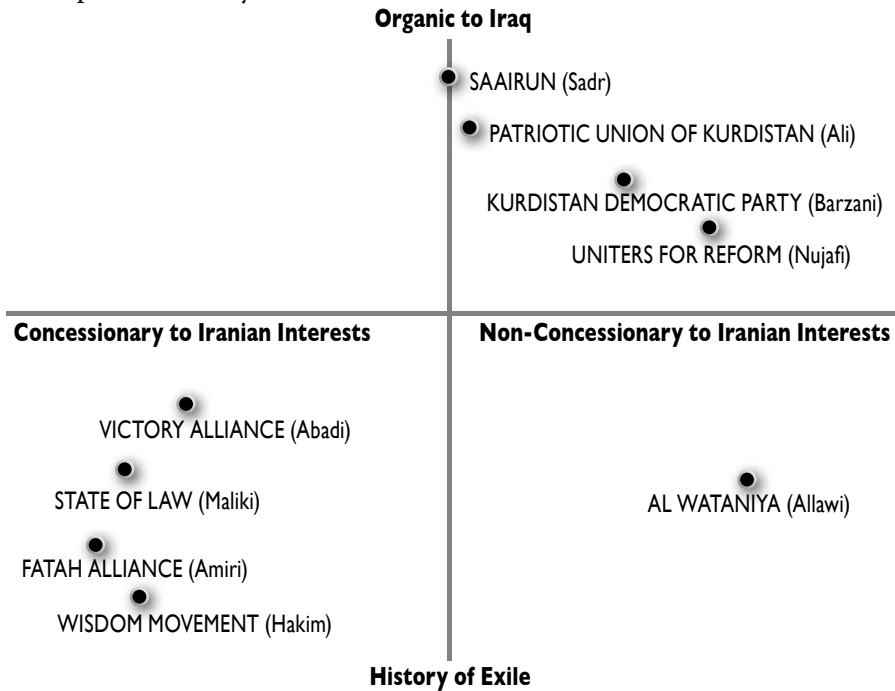 Organic to Iraq
SAAIRUN (Sadr)
PATRIOTIC UNION OF KURDISTAN (Ali)
KURDISTAN DEMOCRATIC PARTY (Barzani)
UNITERS FOR REFORM (Nujafi)
Concessionary to Iranian Interests
Non-Concessionary to Iranian Interests
VICTORY ALLIANCE (Abadi)
STATE OF LAW (Maliki)
AL WATANIYA (Allawi)
FATAH ALLIANCE (Amiri)
WISDOM MOVEMENT (Hakim)
History of Exile